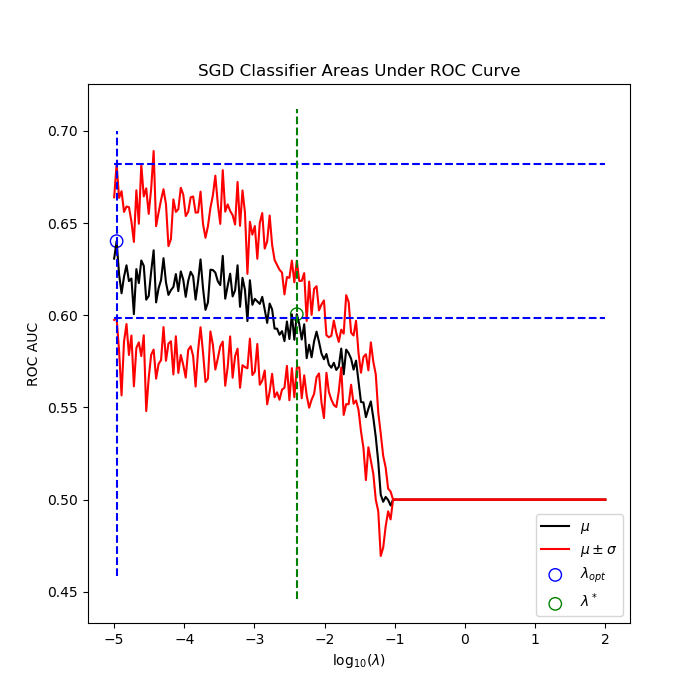 SGD Classifier Areas Under ROC Curve
0.70
0.65
0.60
0.55
0.50
0.45
ROC AUC
−5 −4 −3 −2 −1 0 1 2
log₁₀(λ)
μ
μ ± σ
λ_opt
λ*